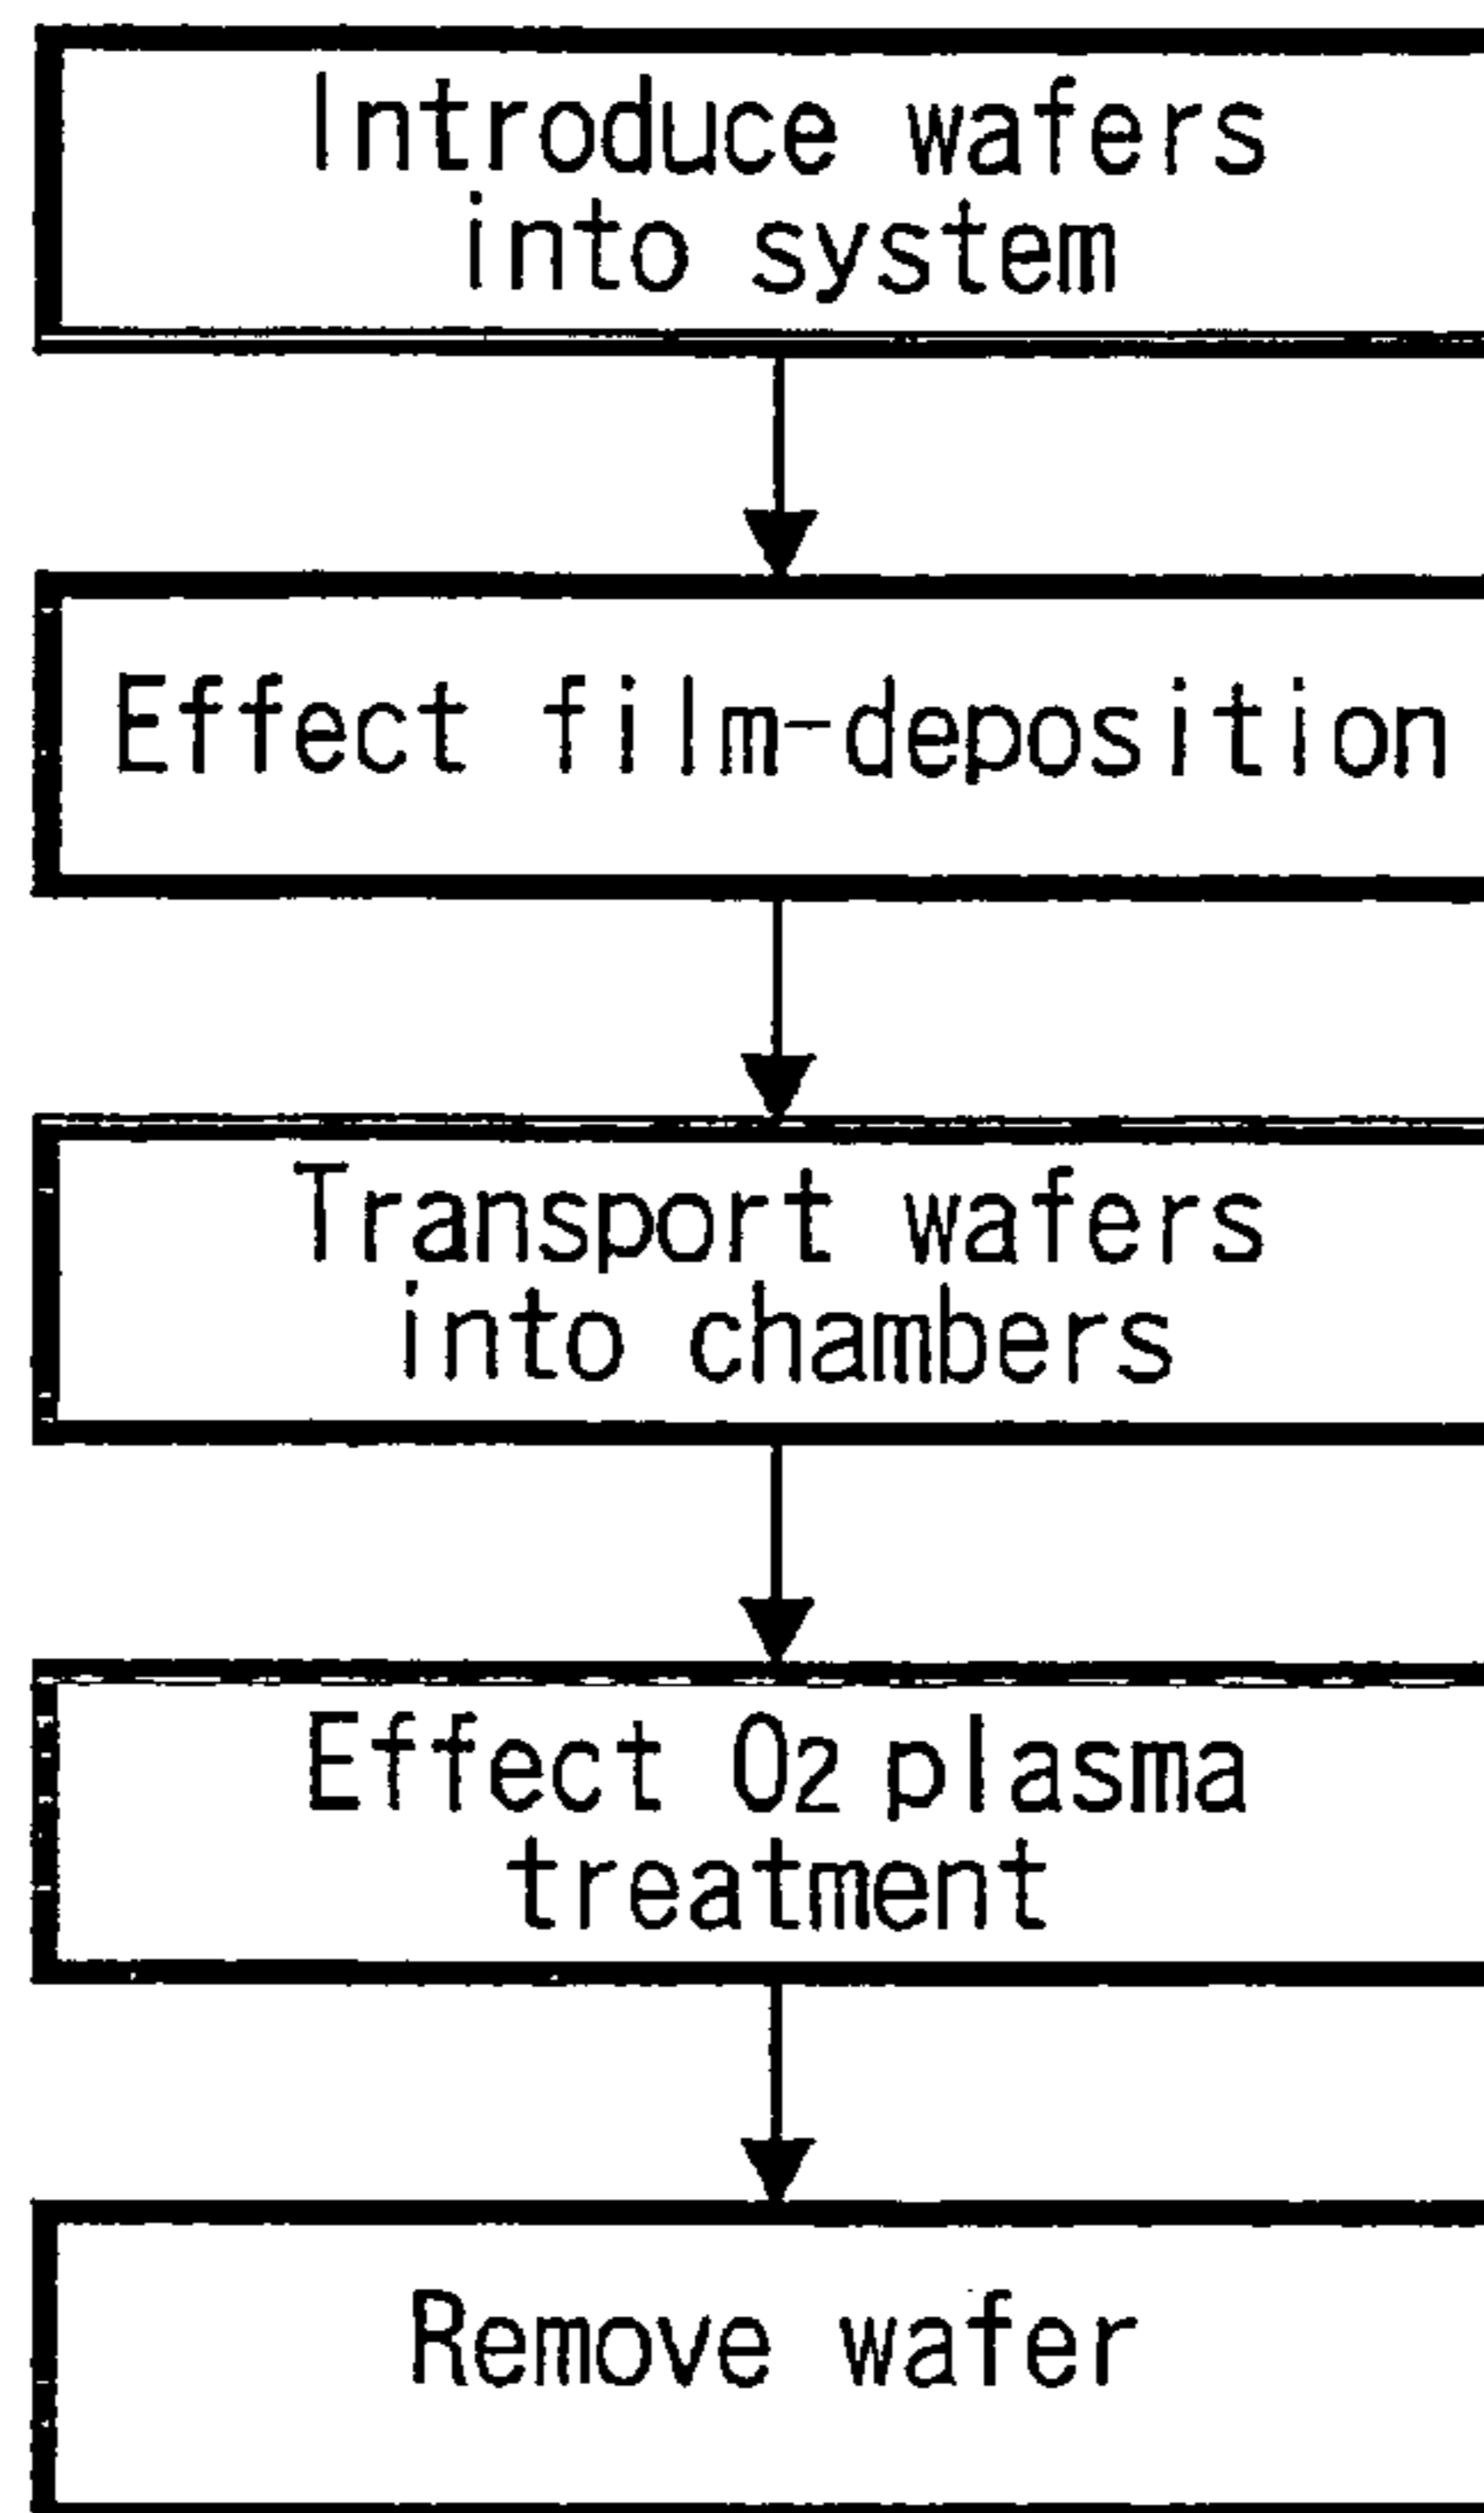 Introduce wafers
into system
Effect film-deposition
Transport wafers
into chambers
Effect O2 plasma
treatment
Remove wafer